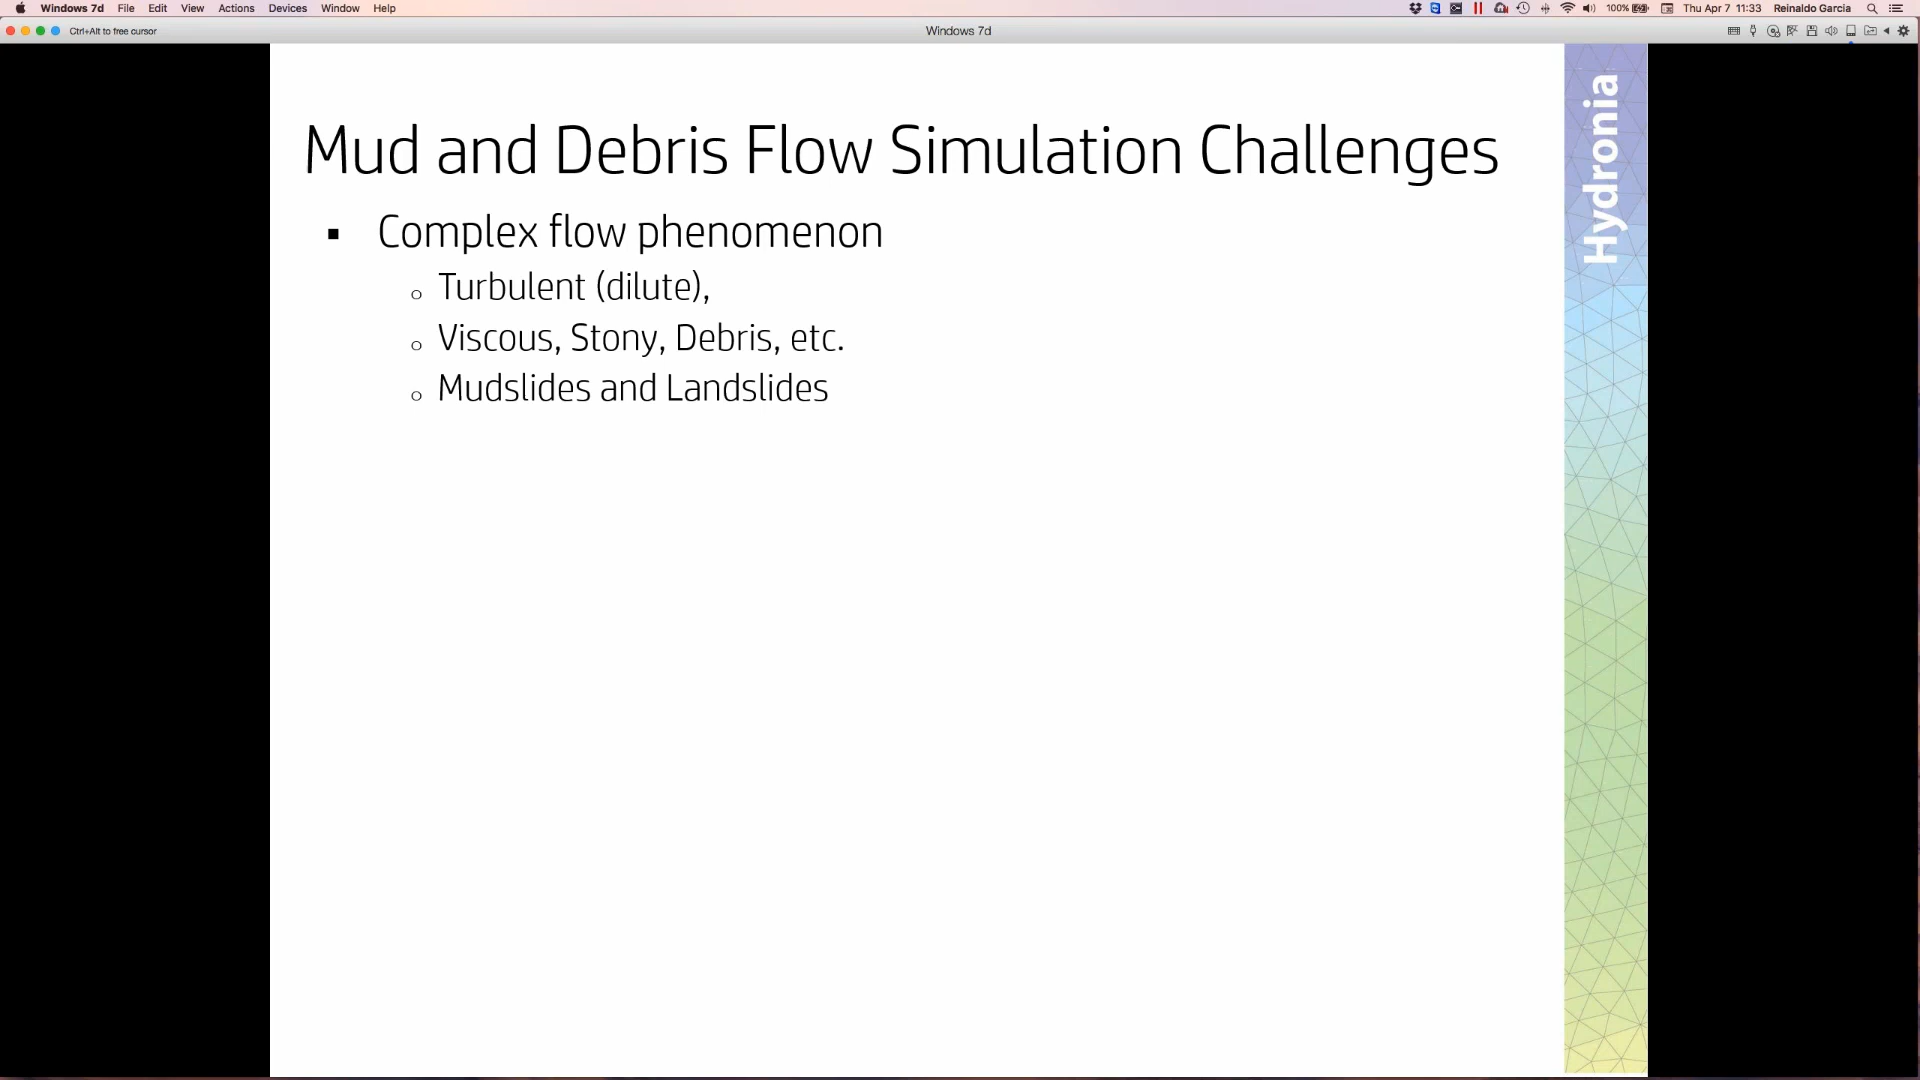 Windows 7d File Edit View Actions Devices Window Help 100% Thu Apr 7 11:33 Reinaldo Garcia
Ctrl+Alt to free cursor Windows 7d
Mud and Debris Flow Simulation Challenges
▪ Complex flow phenomenon
o Turbulent (dilute),
o Viscous, Stony, Debris, etc.
o Mudslides and Landslides
Hydronia